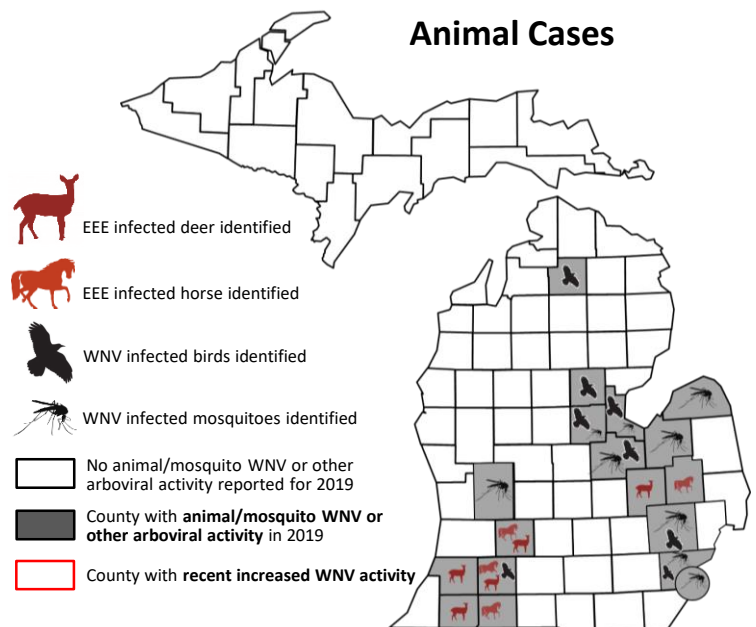 Animal Cases
EEE infected deer identified
EEE infected horse identified
WNV infected birds identified
WNV infected mosquitoes identified
No animal/mosquito WNV or other
arboviral activity reported for 2019
County with animal/mosquito WNV or
other arboviral activity in 2019
County with recent increased WNV activity